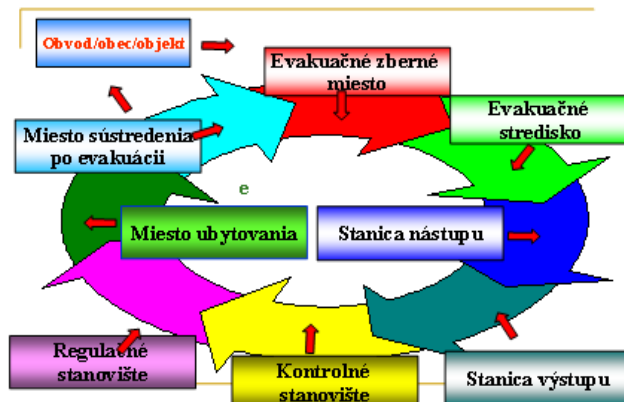 Obvod/obec/objekt
Evakuačné zberné
miesto
Evakuačné
stredisko
Miesto sústredenia
po evakuácii
e
Miesto ubytovania
Stanica nástupu
Regulačné
stanovište
Kontrolné
stanovište
Stanica výstupu